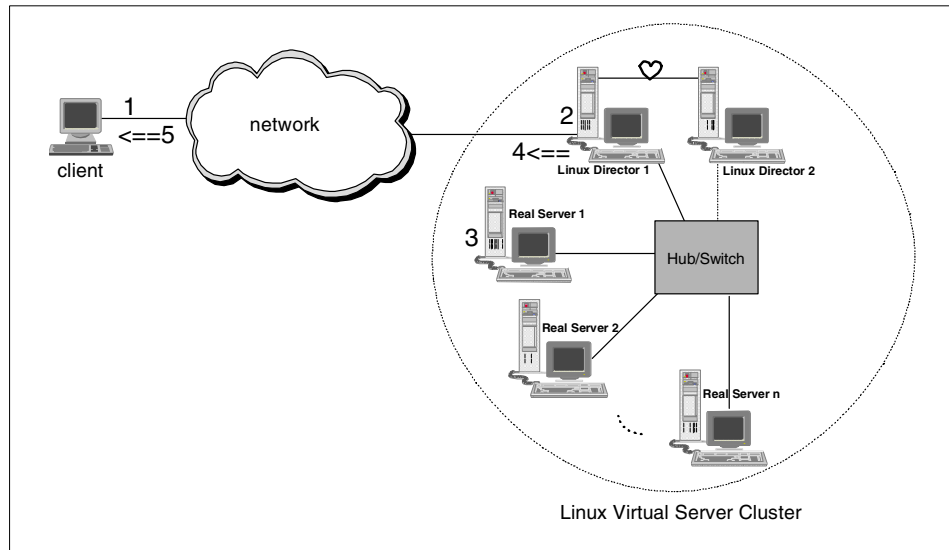 1
<==5
client
network
2
4<==
Linux Director 1
Linux Director 2
Real Server 1
3
Hub/Switch
Real Server 2
Real Server n
Linux Virtual Server Cluster